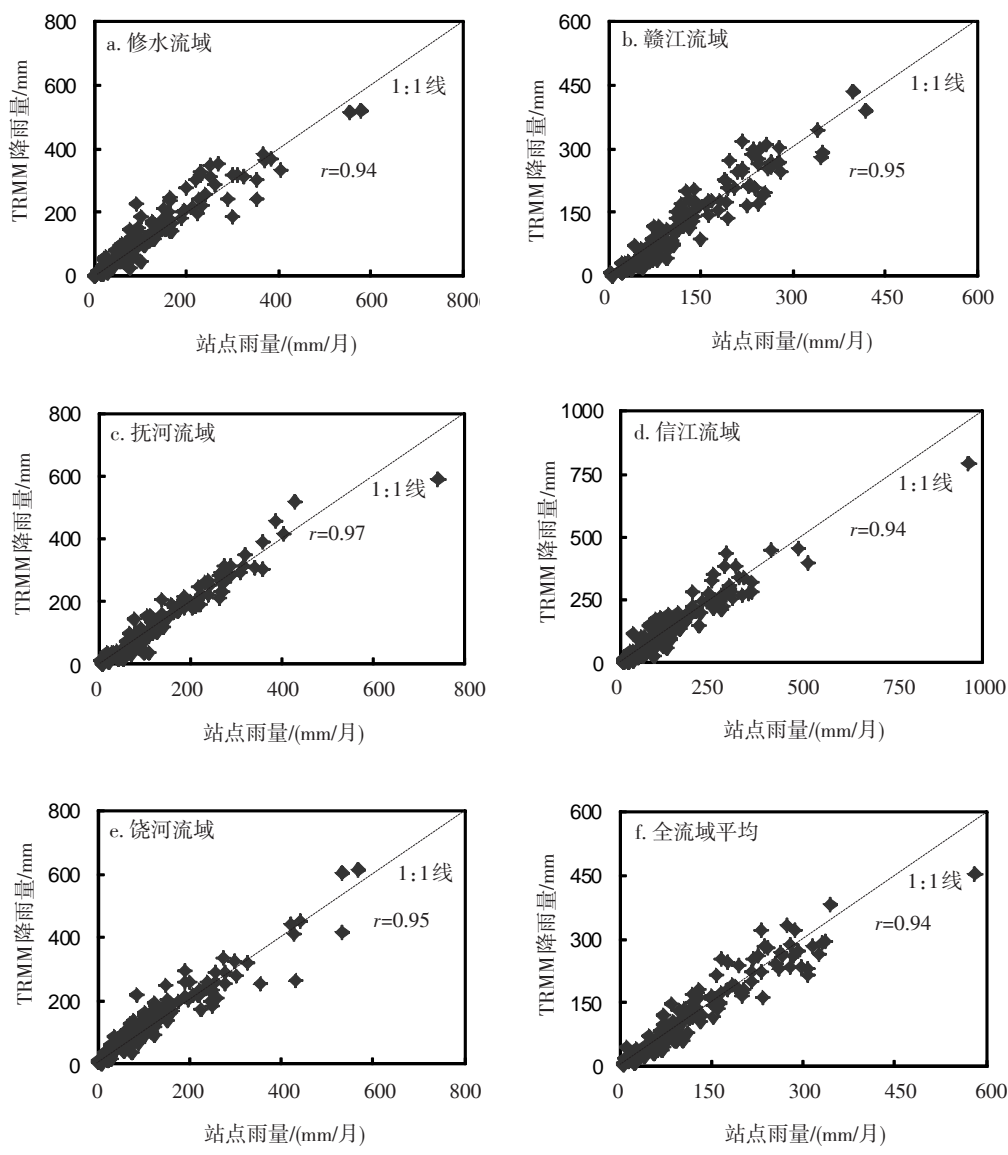 a. 修水流域
1:1线
r=0.94
TRMM降雨量/mm
800
600
400
200
0
0 200 400 600 800
站点雨量/(mm/月)
b. 赣江流域
1:1线
r=0.95
TRMM降雨量/mm
600
450
300
150
0
0 150 300 450 600
站点雨量/(mm/月)
c. 抚河流域
1:1线
r=0.97
TRMM降雨量/mm
800
600
400
200
0
0 200 400 600 800
站点雨量/(mm/月)
d. 信江流域
1:1线
r=0.94
TRMM降雨量/mm
1000
750
500
250
0
0 250 500 750 1000
站点雨量/(mm/月)
e. 饶河流域
1:1线
r=0.95
TRMM降雨量/mm
800
600
400
200
0
0 200 400 600 800
站点雨量/(mm/月)
f. 全流域平均
1:1线
r=0.94
TRMM降雨量/mm
600
450
300
150
0
0 150 300 450 600
站点雨量/(mm/月)